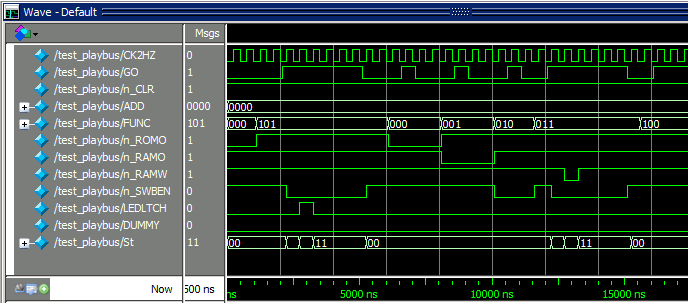 Wave - Default
Msgs
/test_playbus/CK2HZ 0
/test_playbus/GO 1
/test_playbus/n_CLR 1
/test_playbus/ADD 0000 0000
/test_playbus/FUNC 101 000 101 000 001 010 011 100
/test_playbus/n_ROMO 1
/test_playbus/n_RAMO 1
/test_playbus/n_RAMW 1
/test_playbus/n_SWBEN 0
/test_playbus/LEDLTCH 0
/test_playbus/DUMMY 0
/test_playbus/St 11 00 11 00 11 00
Now 500 ns ns 5000 ns 10000 ns 15000 ns